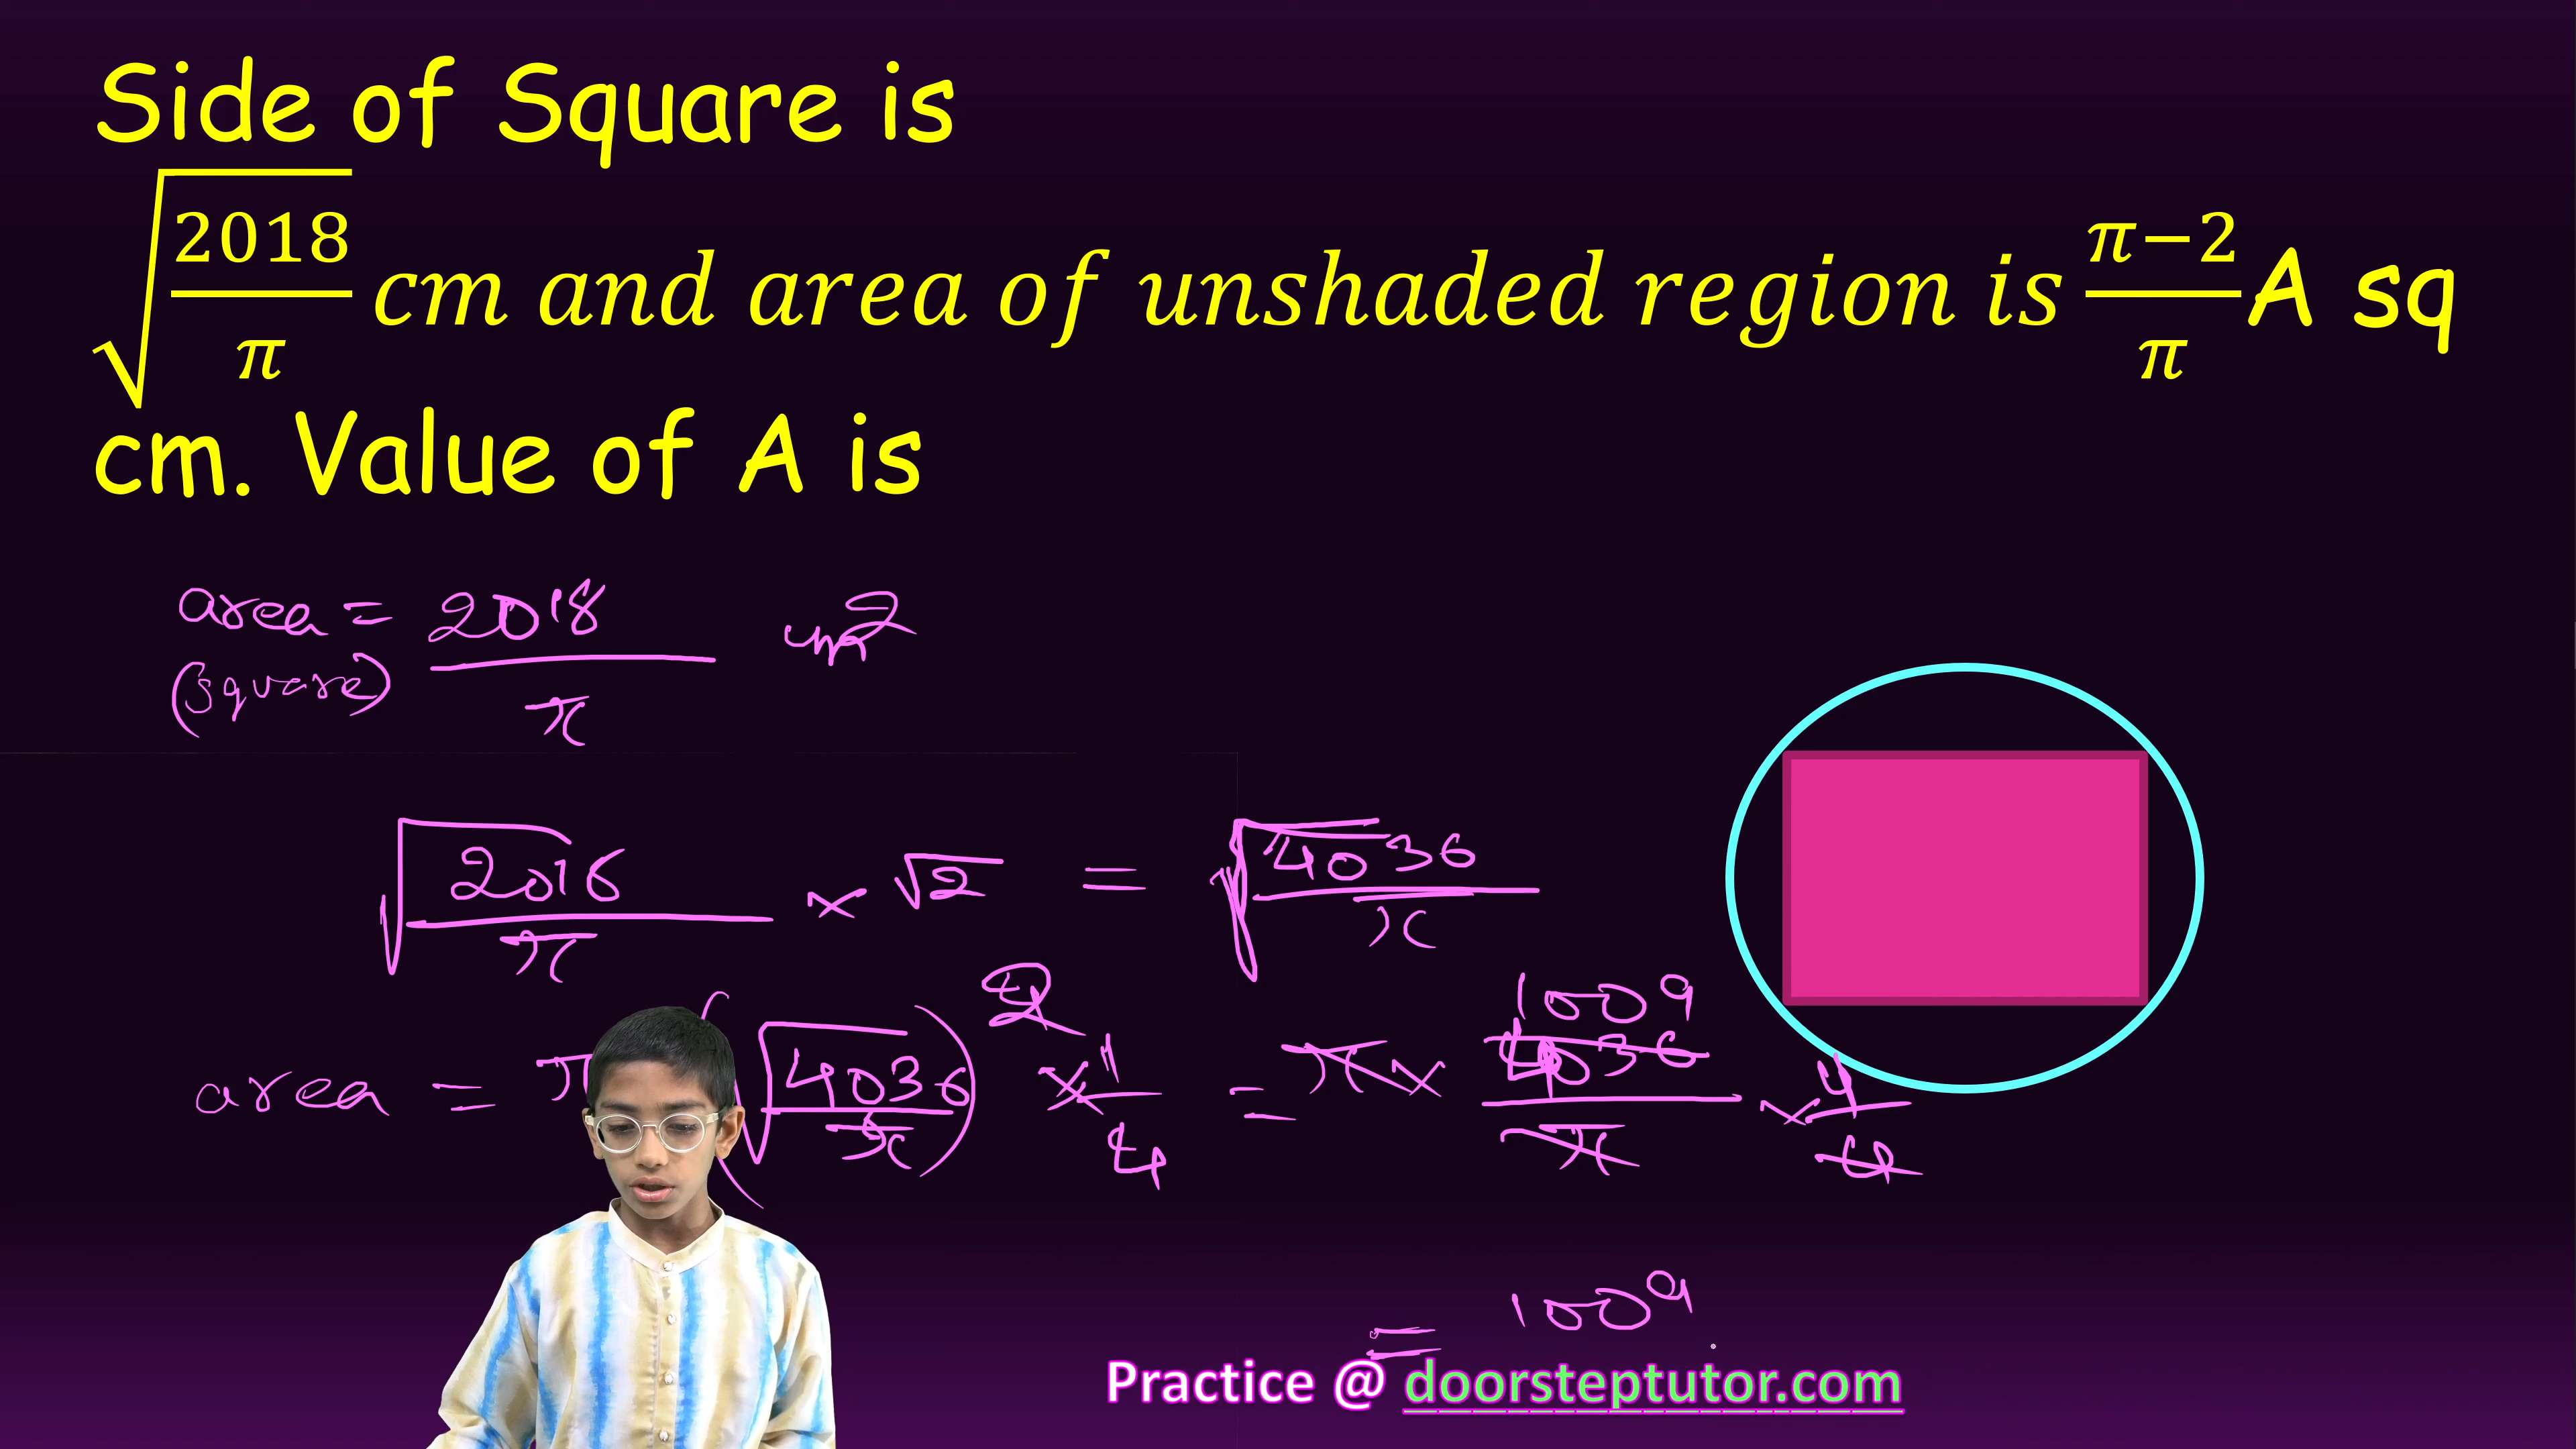 Side of Square is
√(2018/π) cm and area of unshaded region is (π−2)/π A sq
cm. Value of A is
area = 2018/π cm²
(square)
√(2016/π) × √2 = √(4036/π)
area = π (√(4036/π))² × 1/4 = π × 4036/π × 1/4
1009
= 1009
Practice @ doorsteptutor.com